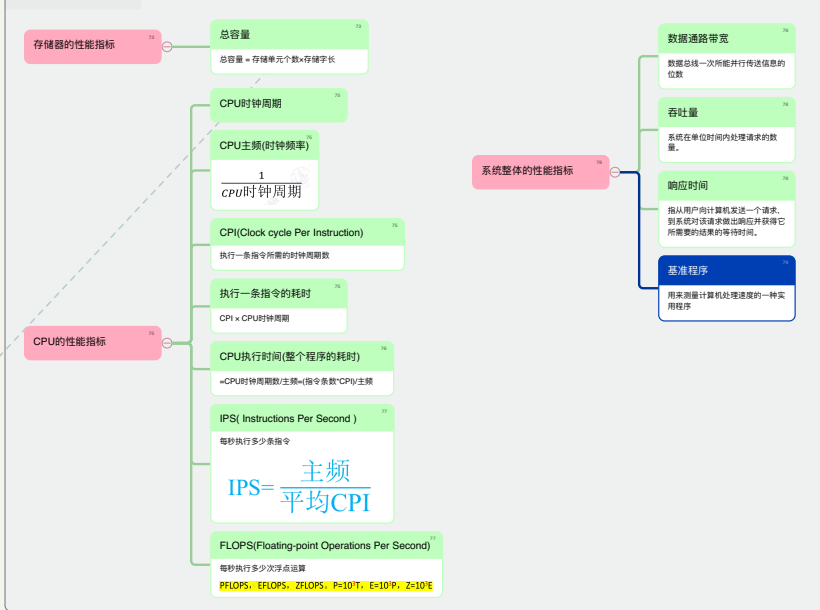 存储器的性能指标
总容量
总容量 = 存储单元个数×存储字长
CPU的性能指标
CPU时钟周期
CPU主频(时钟频率)
1
CPU时钟周期
CPI(Clock cycle Per Instruction)
执行一条指令所需的时钟周期数
执行一条指令的耗时
CPI × CPU时钟周期
CPU执行时间(整个程序的耗时)
=CPU时钟周期数/主频=(指令条数*CPI)/主频
IPS( Instructions Per Second )
每秒执行多少条指令
IPS= 主频
平均CPI
FLOPS(Floating-point Operations Per Second)
每秒执行多少次浮点运算
PFLOPS，EFLOPS，ZFLOPS，P=10³T，E=10³P，Z=10³E
系统整体的性能指标
数据通路带宽
数据总线一次所能并行传送信息的
位数
吞吐量
系统在单位时间内处理请求的数
量。
响应时间
指从用户向计算机发送一个请求，
到系统对该请求做出响应并获得它
所需要的结果的等待时间。
基准程序
用来测量计算机处理速度的一种实
用程序